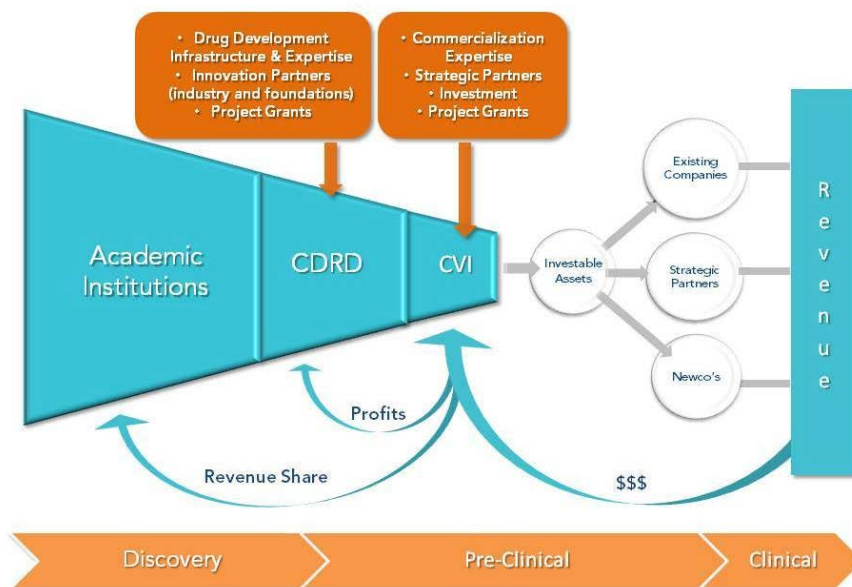 • Drug Development
Infrastructure & Expertise
• Innovation Partners
(industry and foundations)
• Project Grants
• Commercialization
Expertise
• Strategic Partners
• Investment
• Project Grants
Academic
Institutions
CDRD
CVI
Investable
Assets
Existing
Companies
Strategic
Partners
Newco's
Revenue
Profits
Revenue Share
$$$
Discovery
Pre-Clinical
Clinical